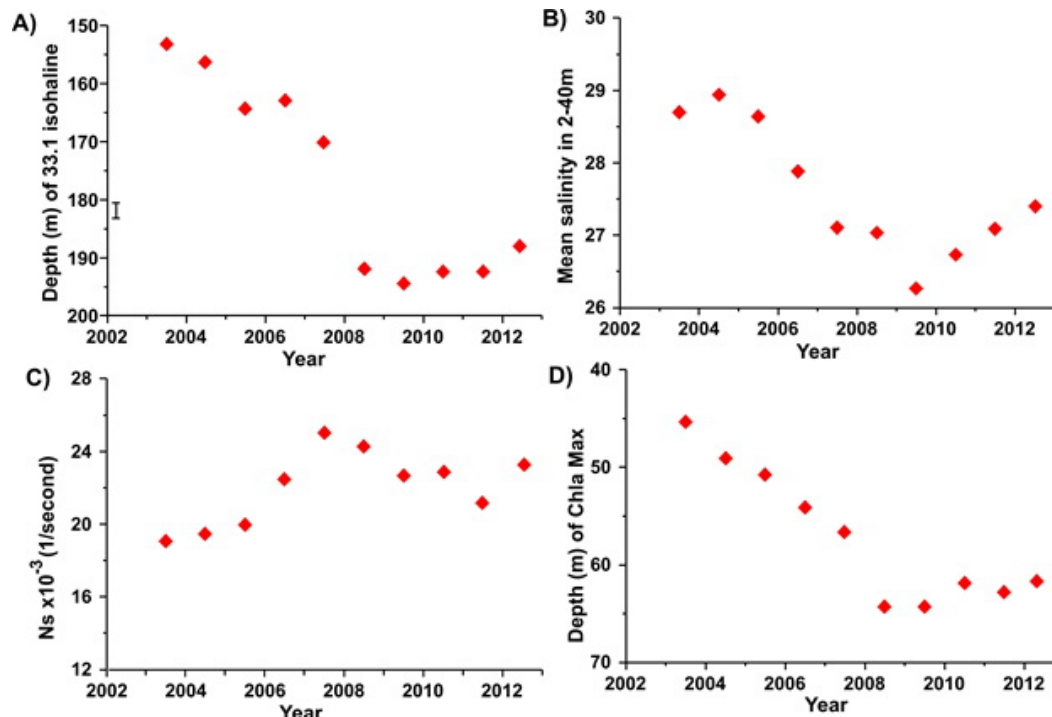 A)
Depth (m) of 33.1 isohaline
150
160
170
180
190
200
2002 2004 2006 2008 2010 2012
Year
B)
Mean salinity in 2-40m
30
29
28
27
26
2002 2004 2006 2008 2010 2012
Year
C)
Ns x10⁻³ (1/second)
28
24
20
16
12
2002 2004 2006 2008 2010 2012
Year
D)
Depth (m) of Chla Max
40
50
60
70
2002 2004 2006 2008 2010 2012
Year